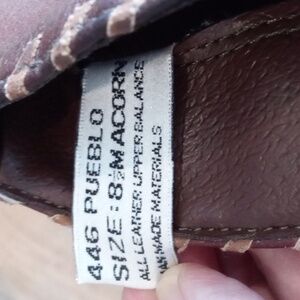 446 PUEBLO
SIZE: 8½M ACORN
ALL LEATHER UPPER BALANCE
MAN MADE MATERIALS